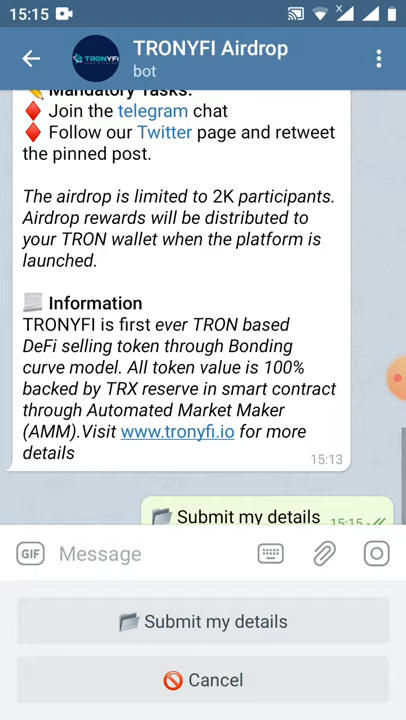 15:15
TRONYFI
TRONYFI Airdrop
bot
Mandatory Tasks:
Join the telegram chat
Follow our Twitter page and retweet
the pinned post.
The airdrop is limited to 2K participants.
Airdrop rewards will be distributed to
your TRON wallet when the platform is
launched.
Information
TRONYFI is first ever TRON based
DeFi selling token through Bonding
curve model. All token value is 100%
backed by TRX reserve in smart contract
through Automated Market Maker
(AMM).Visit www.tronyfi.io for more
details
15:13
Submit my details
15:15
GIF
Message
Submit my details
Cancel